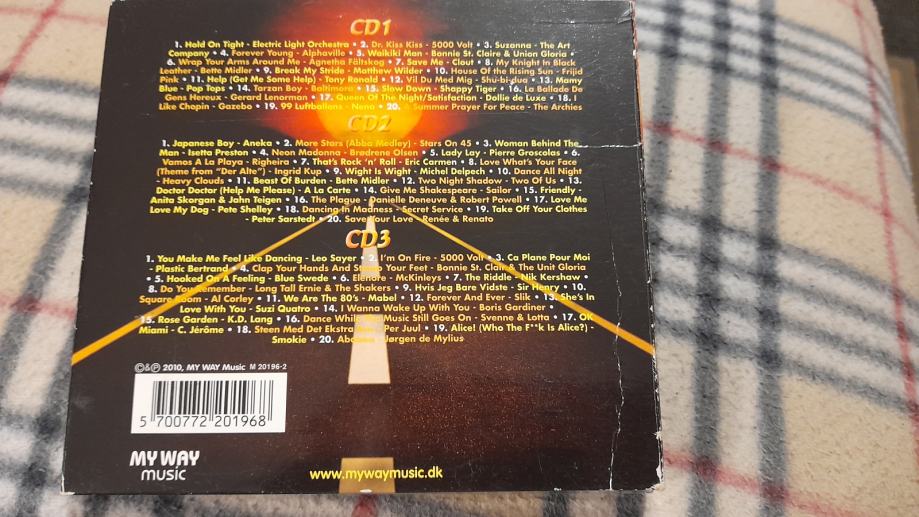 CD1
1. Hold On Tight - Electric Light Orchestra • 2. Dr. Kiss Kiss - 5000 Volt • 3. Suzanna - The Art
Company • 4. Forever Young - Alphaville • 5. Waikiki Man - Bonnie St. Claire & Union Gloria •
6. Wrap Your Arms Around Me - Agnetha Fältskog • 7. Save Me - Clout • 8. My Knight In Black
Leather - Bette Midler • 9. Break My Stride - Matthew Wilder • 10. House Of the Rising Sun - Frijid
Pink • 11. Help (Get Me Some Help) - Tony Ronald • 12. Vil Du Med Mig - Shu-bi-dua • 13. Many
Blue - Pop Tops • 14. Tarzan Boy - Baltimora • 15. Slow Down - Shappy Tiger • 16. La Ballade De
Gens Hereux - Gerard Lenorman • 17. Queen Of The Night/Satisfaction - Dollie de Luxe • 18. I
Like Chopin - Gazebo • 19. 99 Luftballons - Nena • 20. A Summer Prayer For Peace - The Archies
CD2
1. Japanese Boy - Aneka • 2. More Stars (Abba Medley) - Stars On 45 • 3. Woman Behind The
Man - Isetta Preston • 4. Neon Madonna - Brødrene Olsen • 5. Lady Lay - Pierre Groscolas • 6.
Vamos A La Playa - Righeira • 7. That's Rock 'n' Roll - Eric Carmen • 8. Love What's Your Face
(Theme from "Der Alte") - Ingrid Kup • 9. Wight Is Wight - Michel Delpech • 10. Dance All Night
- Heavy Clouds • 11. Beast Of Burden - Bette Midler • 12. Two Night Shadow - Two Of Us • 13.
Doctor Doctor (Help Me Please) - A La Carte • 14. Give Me Shakespeare - Sailor • 15. Friendly -
Anita Skorgan & Jahn Teigen • 16. The Plague - Danielle Deneuve & Robert Powell • 17. Love Me
Love My Dog - Pete Shelley • 18. Dancing In Madness - Secret Service • 19. Take Off Your Clothes
- Peter Sarstedt • 20. Save Your Love - Renée & Renato
CD3
1. You Make Me Feel Like Dancing - Leo Sayer • 2. I'm On Fire - 5000 Volt • 3. Ca Plane Pour Moi
- Plastic Bertrand • 4. Clap Your Hands And Stamp Your Feet - Bonnie St. Clair & The Unit Gloria
• 5. Hooked On A Feeling - Blue Swede • 6. Elenore - McKinleys • 7. The Riddle - Nik Kershaw •
8. Do You Remember - Long Tall Ernie & The Shakers • 9. Hvis Jeg Bare Vidste - Sir Henry • 10.
Square Room - Al Corley • 11. We Are The 80's - Mabel • 12. Forever And Ever - Slik • 13. She's In
Love With You - Suzi Quatro • 14. I Wanna Wake Up With You - Boris Gardiner •
15. Rose Garden - K.D. Lang • 16. Dance While The Music Still Goes On - Svenne & Lotta • 17. OK
Miami - C. Jérôme • 18. Steen Med Det Ekstra - Per Juul • 19. Alice! (Who The F**k Is Alice?) -
Smokie • 20. Jørgen de Mylius
©&℗ 2010, MY WAY Music M 20196-2
5 700772 201968
MY WAY
music
www.mywaymusic.dk